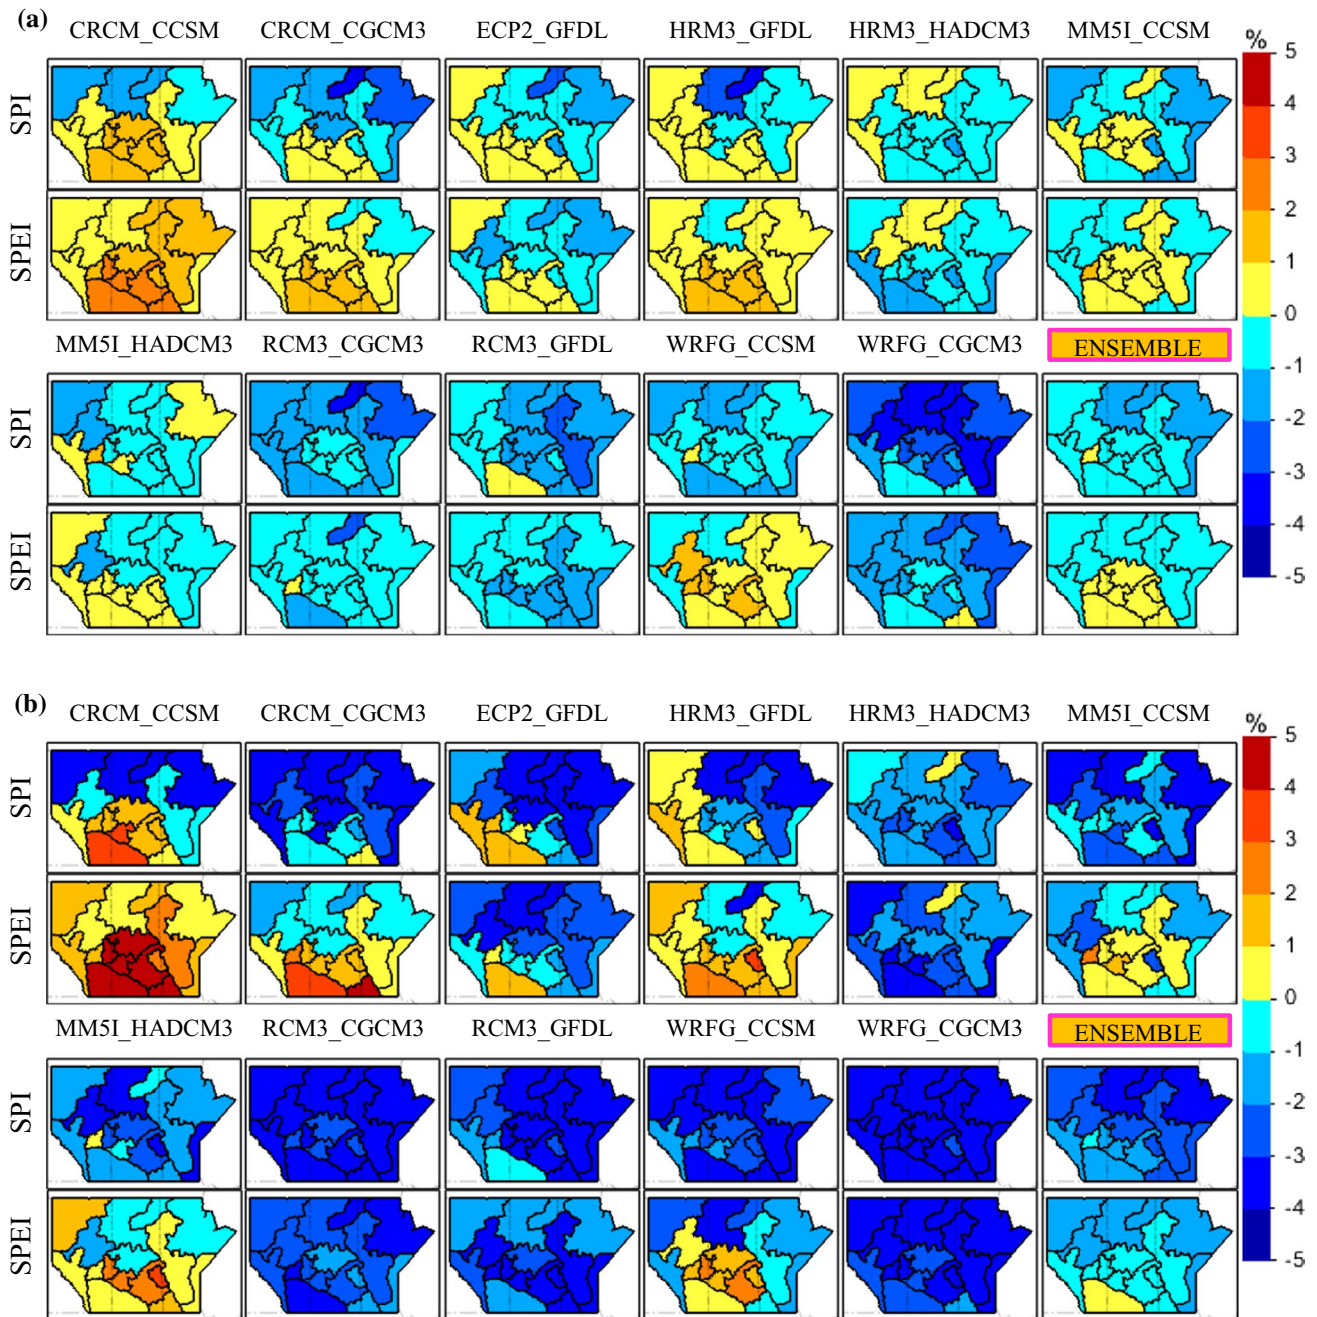 (a)
CRCM_CCSM CRCM_CGCM3 ECP2_GFDL HRM3_GFDL HRM3_HADCM3 MM5I_CCSM
%
SPI
SPEI
MM5I_HADCM3 RCM3_CGCM3 RCM3_GFDL WRFG_CCSM WRFG_CGCM3 ENSEMBLE
SPI
SPEI
5
4
3
2
1
0
-1
-2
-3
-4
-5
(b)
CRCM_CCSM CRCM_CGCM3 ECP2_GFDL HRM3_GFDL HRM3_HADCM3 MM5I_CCSM
%
SPI
SPEI
MM5I_HADCM3 RCM3_CGCM3 RCM3_GFDL WRFG_CCSM WRFG_CGCM3 ENSEMBLE
SPI
SPEI
5
4
3
2
1
0
-1
-2
-3
-4
-5